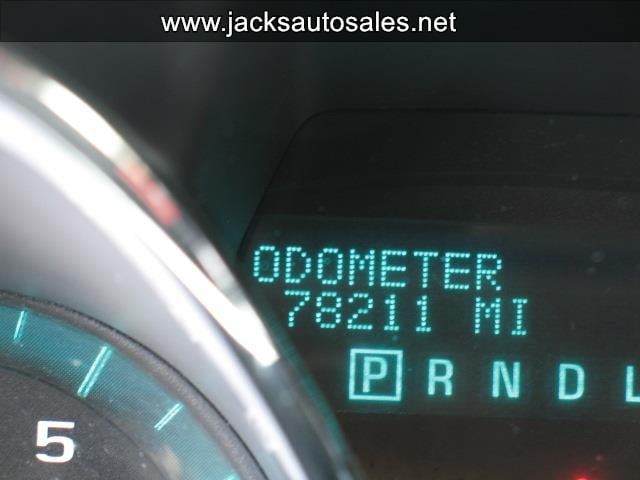 www.jacksautosales.net
ODOMETER
78211 MI
P R N D L
5